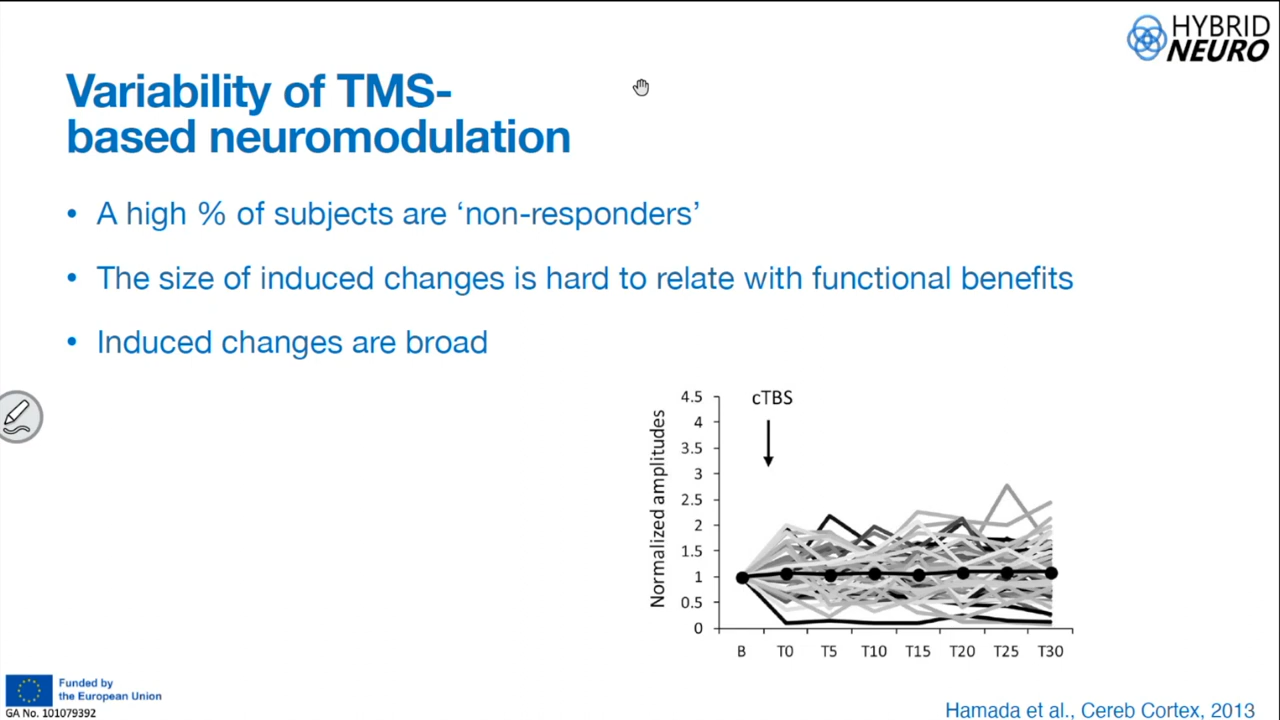 HYBRID
NEURO
Variability of TMS-
based neuromodulation
• A high % of subjects are ‘non-responders’
• The size of induced changes is hard to relate with functional benefits
• Induced changes are broad
cTBS
Normalized amplitudes
4.5
4
3.5
3
2.5
2
1.5
1
0.5
0
B T0 T5 T10 T15 T20 T25 T30
Funded by
the European Union
GA No. 101079392
Hamada et al., Cereb Cortex, 2013